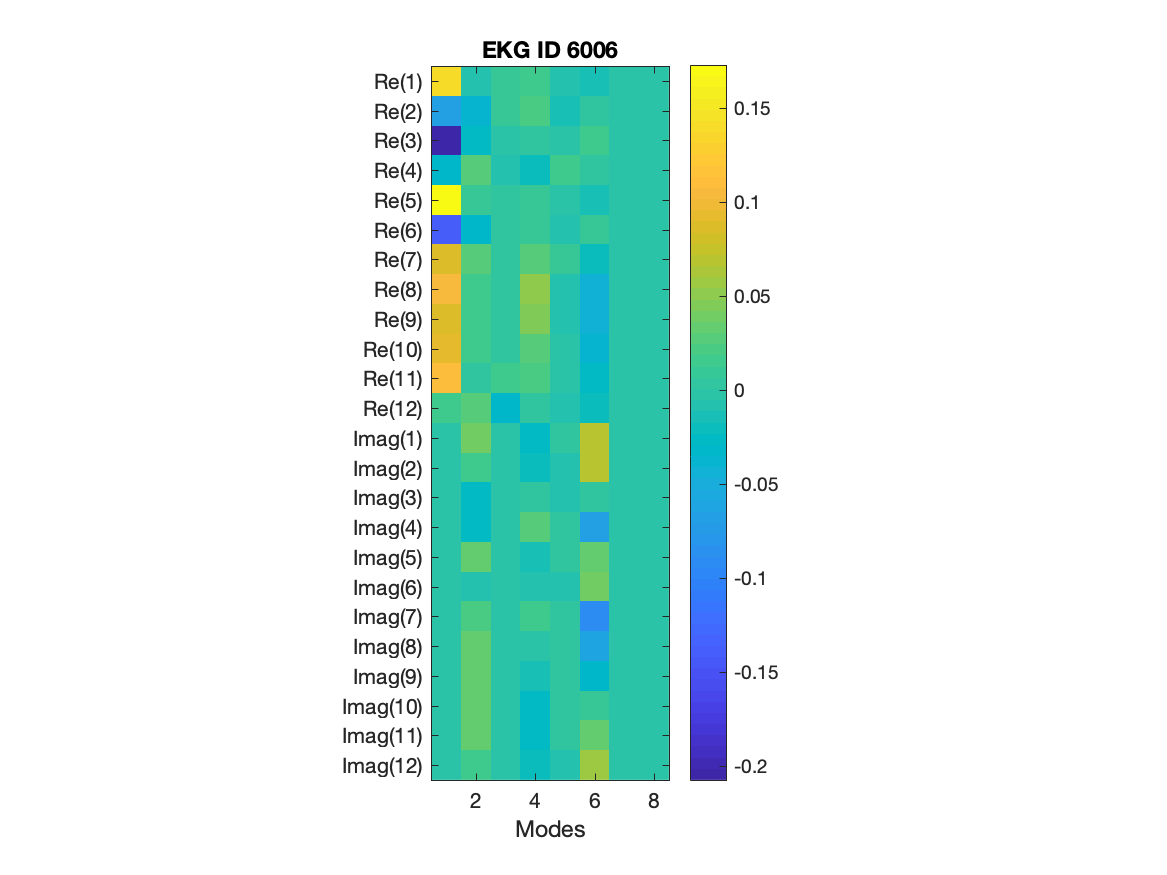 EKG ID 6006
Re(1)
Re(2)
Re(3)
Re(4)
Re(5)
Re(6)
Re(7)
Re(8)
Re(9)
Re(10)
Re(11)
Re(12)
Imag(1)
Imag(2)
Imag(3)
Imag(4)
Imag(5)
Imag(6)
Imag(7)
Imag(8)
Imag(9)
Imag(10)
Imag(11)
Imag(12)
2 4 6 8
Modes
0.15
0.1
0.05
0
-0.05
-0.1
-0.15
-0.2